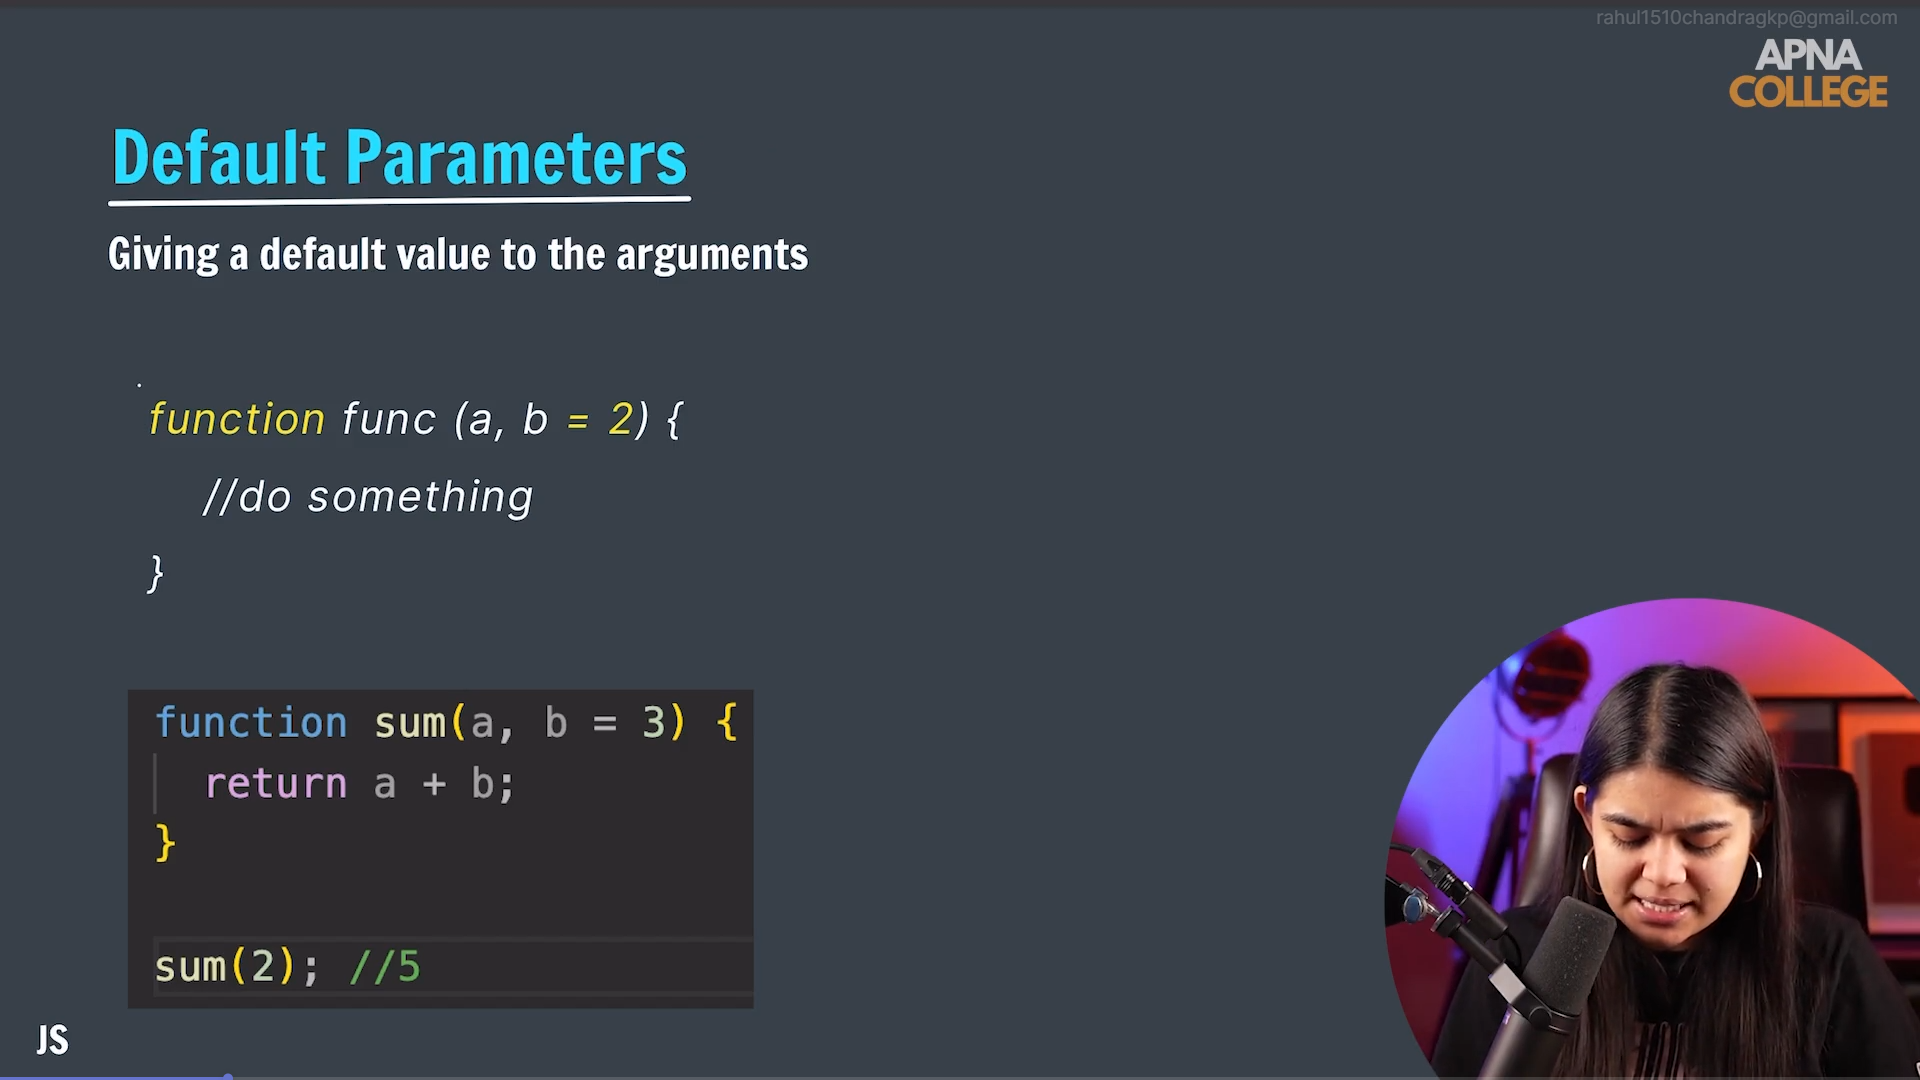 rahul1510chandragkp@gmail.com
APNA
COLLEGE
Default Parameters
Giving a default value to the arguments
function func (a, b = 2) {
//do something
}
function sum(a, b = 3) {
return a + b;
}
sum(2); //5
JS